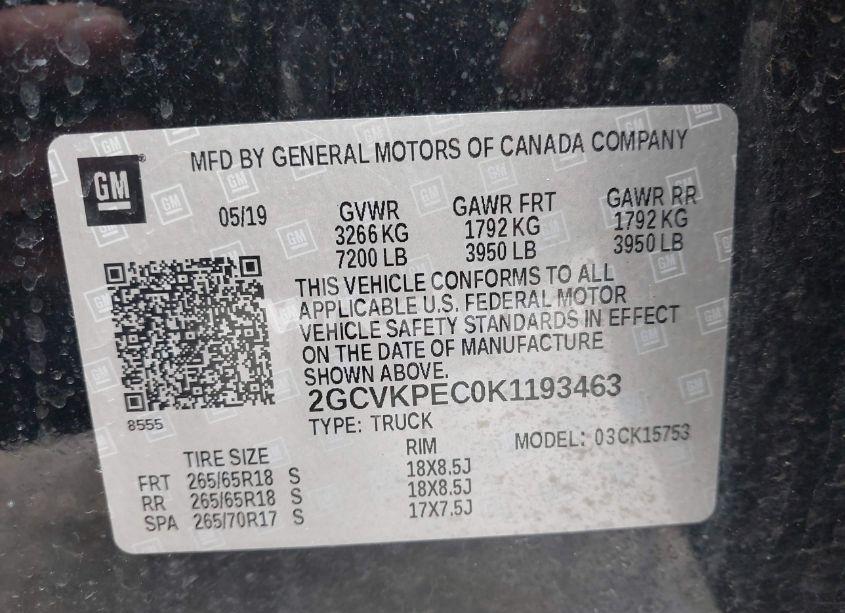 GM
MFD BY GENERAL MOTORS OF CANADA COMPANY
05/19
GVWR
3266 KG
7200 LB
GAWR FRT
1792 KG
3950 LB
GAWR RR
1792 KG
3950 LB
THIS VEHICLE CONFORMS TO ALL
APPLICABLE U.S. FEDERAL MOTOR
VEHICLE SAFETY STANDARDS IN EFFECT
ON THE DATE OF MANUFACTURE
SHOWN ABOVE.
2GCVKPEC0K1193463
TYPE: TRUCK
MODEL: 03CK15753
8555
TIRE SIZE RIM
FRT 265/65R18 S 18X8.5J
RR 265/65R18 S 18X8.5J
SPA 265/70R17 S 17X7.5J